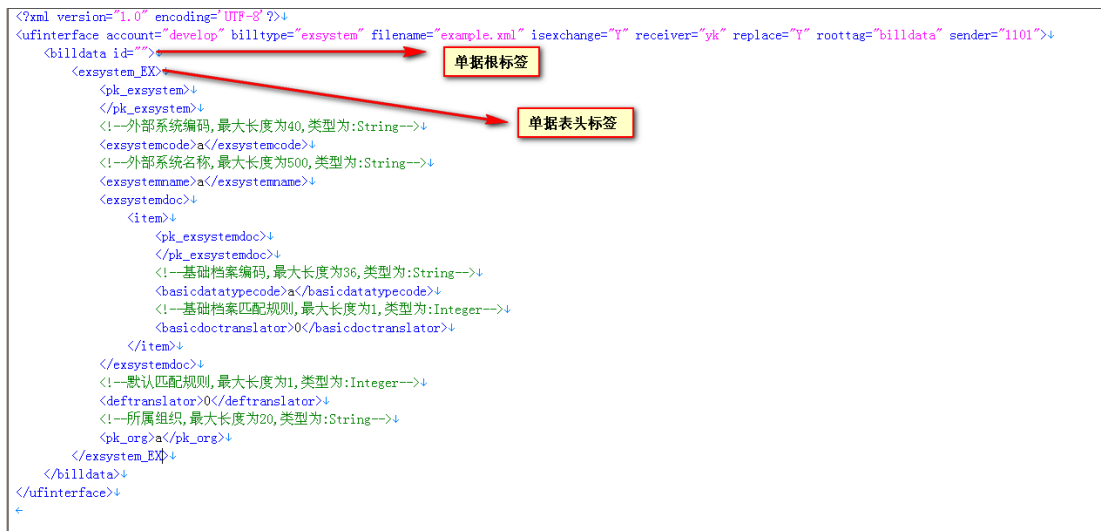 <?xml version="1.0" encoding='UTF-8'?>↓
<ufinterface account="develop" billtype="exsystem" filename="example.xml" isexchange="Y" receiver="yk" replace="Y" roottag="billdata" sender="1101">↓
<billdata id="">↓
单据根标签
<exsystem_EX>↓
<pk_exsystem>↓
</pk_exsystem>↓
单据表头标签
<!--外部系统编码,最大长度为40,类型为:String-->↓
<exsystemcode>a</exsystemcode>↓
<!--外部系统名称,最大长度为500,类型为:String-->↓
<exsystemname>a</exsystemname>↓
<exsystemdoc>↓
<item>↓
<pk_exsystemdoc>↓
</pk_exsystemdoc>↓
<!--基础档案编码,最大长度为36,类型为:String-->↓
<basicdatatypecode>a</basicdatatypecode>↓
<!--基础档案匹配规则,最大长度为1,类型为:Integer-->↓
<basicdoctranslator>0</basicdoctranslator>↓
</item>↓
</exsystemdoc>↓
<!--默认匹配规则,最大长度为1,类型为:Integer-->↓
<deftranslator>0</deftranslator>↓
<!--所属组织,最大长度为20,类型为:String-->↓
<pk_org>a</pk_org>↓
</exsystem_EX>↓
</billdata>↓
</ufinterface>↓
←